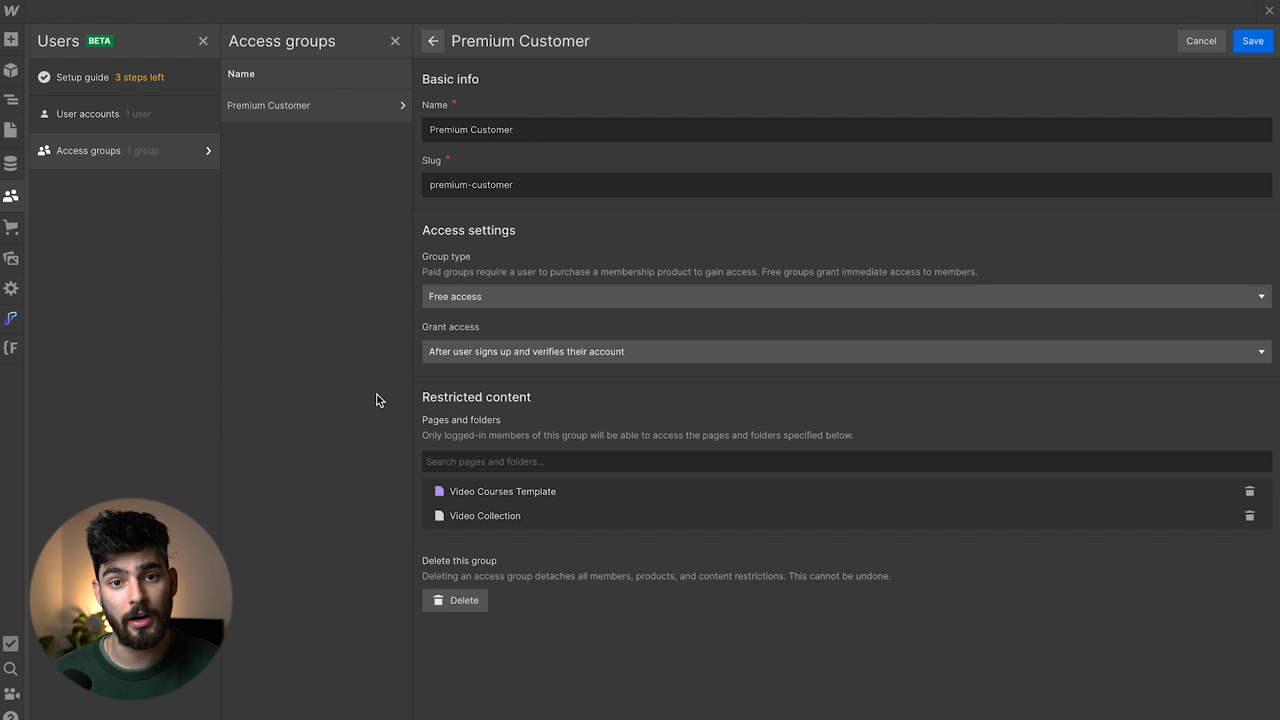 Users BETA
Setup guide 3 steps left
User accounts 1 user
Access groups 1 group
Access groups
Name
Premium Customer
Premium Customer
Cancel
Save
Basic info
Name *
Premium Customer
Slug *
premium-customer
Access settings
Group type
Paid groups require a user to purchase a membership product to gain access. Free groups grant immediate access to members.
Free access
Grant access
After user signs up and verifies their account
Restricted content
Pages and folders
Only logged-in members of this group will be able to access the pages and folders specified below.
Search pages and folders...
Video Courses Template
Video Collection
Delete this group
Deleting an access group detaches all members, products, and content restrictions. This cannot be undone.
Delete